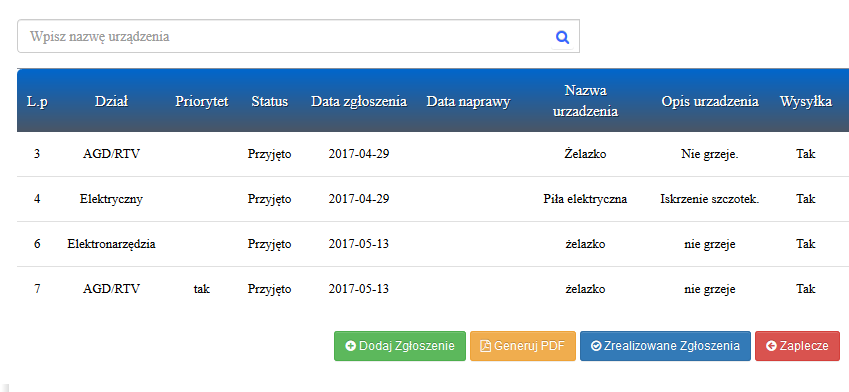 Wpisz nazwę urządzenia
L.p Dział Priorytet Status Data zgłoszenia Data naprawy Nazwa urzadzenia Opis urzadzenia Wysyłka
3 AGD/RTV Przyjęto 2017-04-29 Żelazko Nie grzeje. Tak
4 Elektryczny Przyjęto 2017-04-29 Piła elektryczna Iskrzenie szczotek. Tak
6 Elektronarzędzia Przyjęto 2017-05-13 żelazko nie grzeje Tak
7 AGD/RTV tak Przyjęto 2017-05-13 żelazko nie grzeje Tak
Dodaj Zgłoszenie Generuj PDF Zrealizowane Zgłoszenia Zaplecze